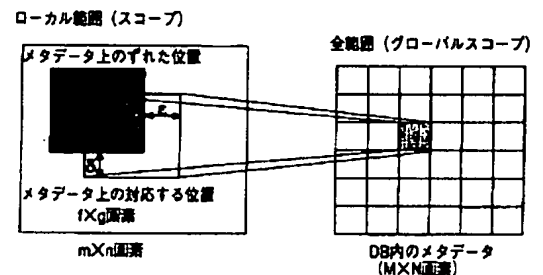 ローカル範囲 (スコープ)
全範囲 (グローバルスコープ)
メタデータ上のずれた位置
ε
δ
メタデータ上の対応する位置
f×g画素
m×n画素
DB内のメタデータ
(M×N画素)